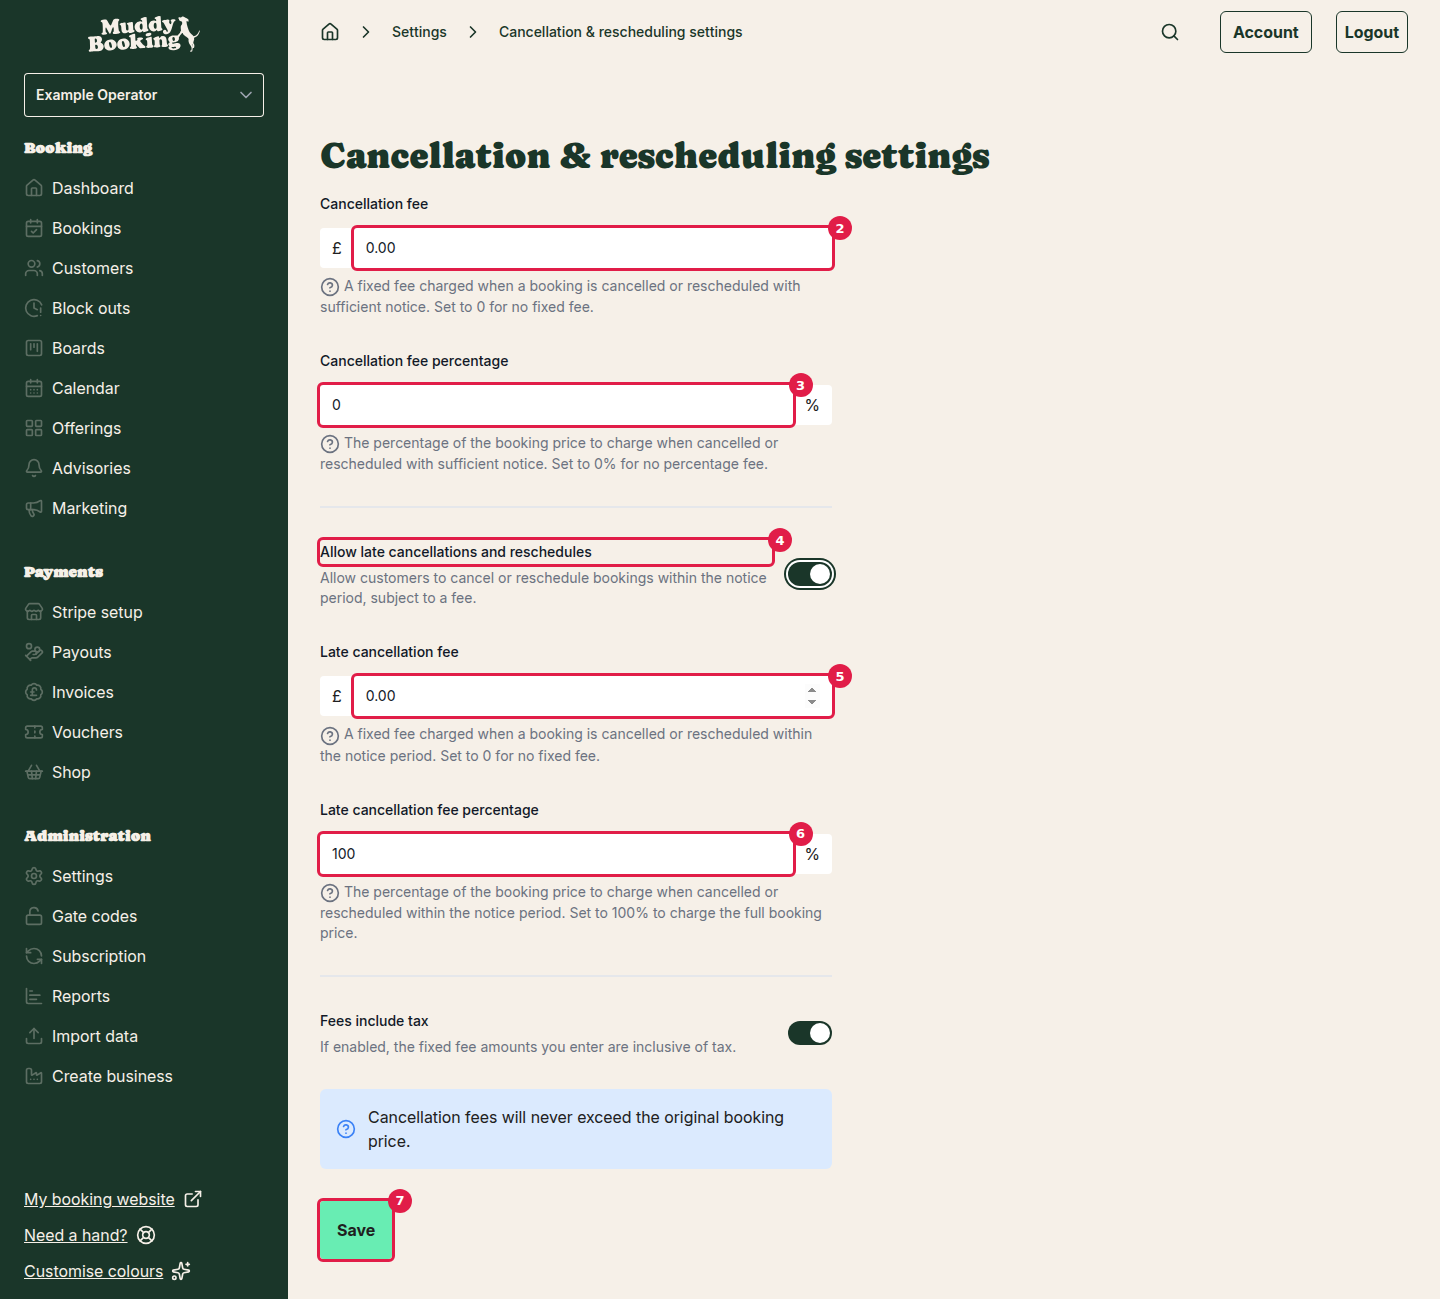 Muddy
Booking
Example Operator
Booking
Dashboard
Bookings
Customers
Block outs
Boards
Calendar
Offerings
Advisories
Marketing
Payments
Stripe setup
Payouts
Invoices
Vouchers
Shop
Administration
Settings
Gate codes
Subscription
Reports
Import data
Create business
My booking website
Need a hand?
Customise colours
Settings
Cancellation & rescheduling settings
Account
Logout
Cancellation & rescheduling settings
Cancellation fee
2
£ 0.00
A fixed fee charged when a booking is cancelled or rescheduled with
sufficient notice. Set to 0 for no fixed fee.
Cancellation fee percentage
3
0 %
The percentage of the booking price to charge when cancelled or
rescheduled with sufficient notice. Set to 0% for no percentage fee.
4
Allow late cancellations and reschedules
Allow customers to cancel or reschedule bookings within the notice
period, subject to a fee.
Late cancellation fee
5
£ 0.00
A fixed fee charged when a booking is cancelled or rescheduled within
the notice period. Set to 0 for no fixed fee.
Late cancellation fee percentage
6
100 %
The percentage of the booking price to charge when cancelled or
rescheduled within the notice period. Set to 100% to charge the full booking
price.
Fees include tax
If enabled, the fixed fee amounts you enter are inclusive of tax.
Cancellation fees will never exceed the original booking
price.
7
Save